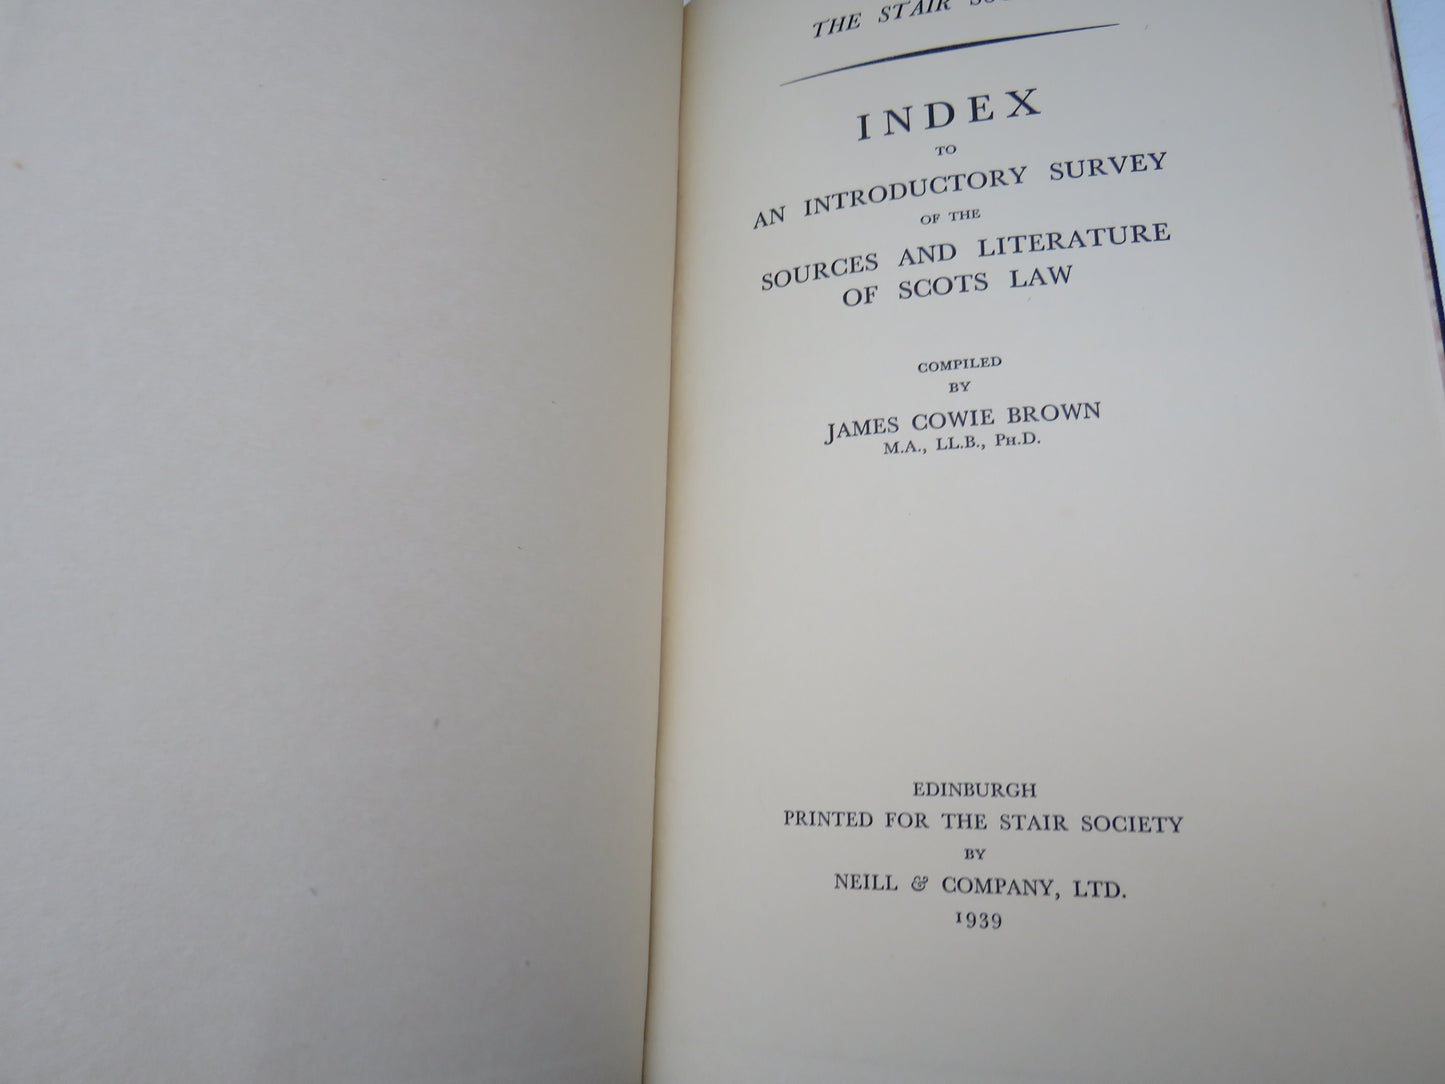 THE STAIR
INDEX
TO
AN INTRODUCTORY SURVEY
OF THE
SOURCES AND LITERATURE
OF SCOTS LAW
COMPILED
BY
JAMES COWIE BROWN
M.A., LL.B., PH.D.
EDINBURGH
PRINTED FOR THE STAIR SOCIETY
BY
NEILL & COMPANY, LTD.
1939